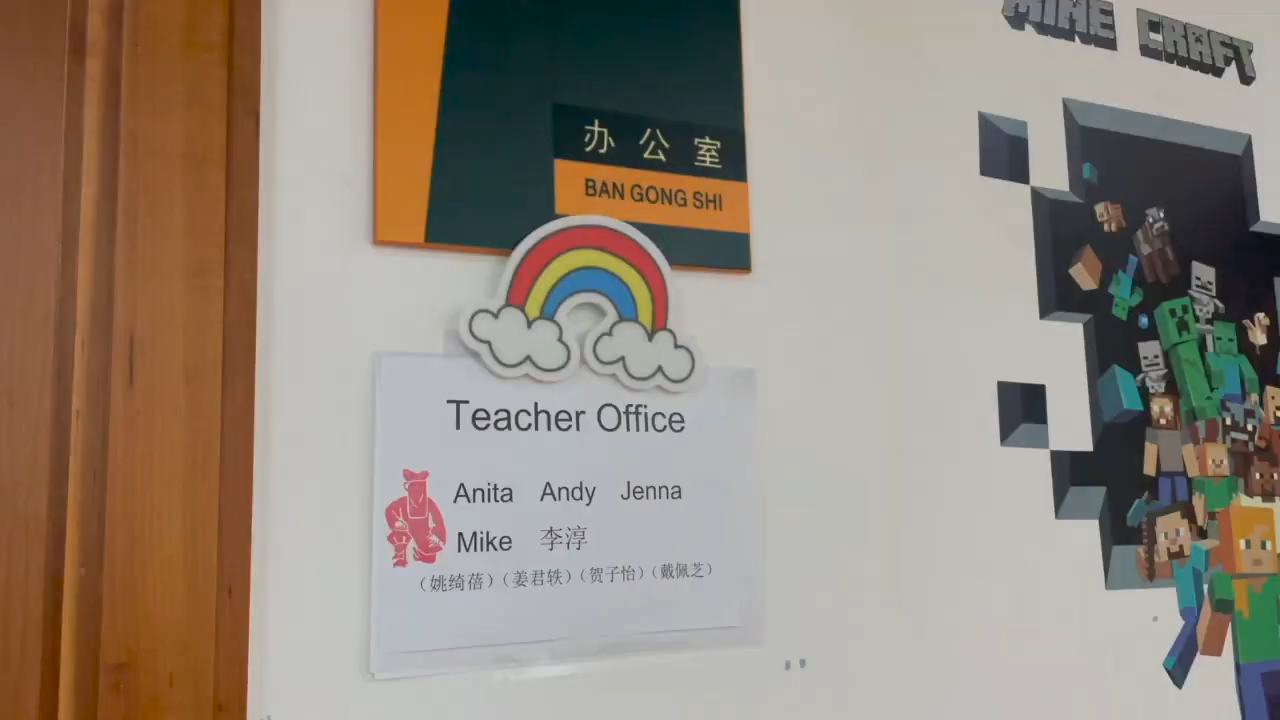 办公室
BAN GONG SHI
MINE CRAFT
Teacher Office
Anita Andy Jenna
Mike 李淳
（姚绮蓓）（姜君轶）（贺子怡）（戴佩芝）